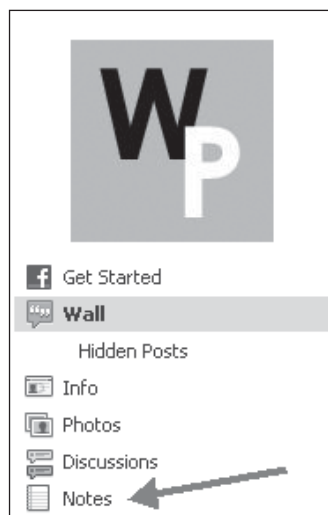 WP
Get Started
Wall
Hidden Posts
Info
Photos
Discussions
Notes